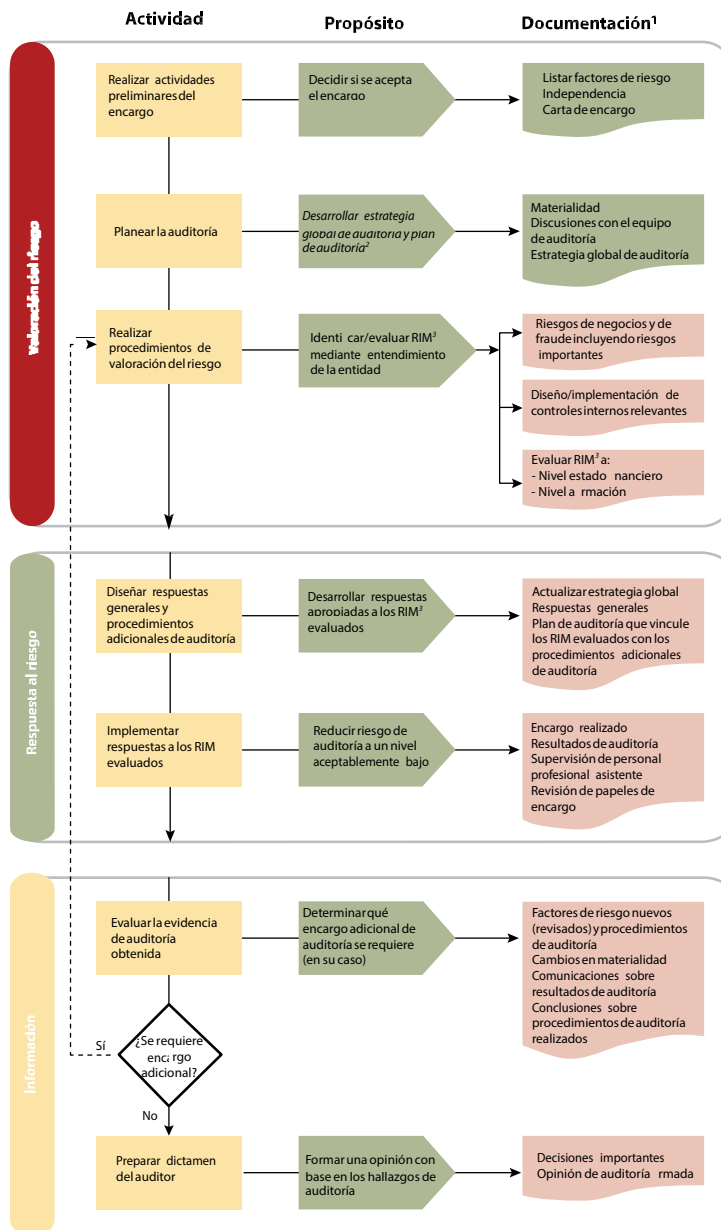 Actividad
Propósito
Documentación¹
Valoración del riesgo
Realizar actividades
preliminares del
encargo
Decidir si se acepta
el encargo
Listar factores de riesgo
Independencia
Carta de encargo
Planear la auditoría
Desarrollar estrategia
global de auditoría y plan
de auditoría²
Materialidad
Discusiones con el equipo
de auditoría
Estrategia global de auditoría
Realizar
procedimientos de
valoración del riesgo
Identi car/evaluar RIM³
mediante entendimiento
de la entidad
Riesgos de negocios y de
fraude incluyendo riesgos
importantes
Diseño/implementación de
controles internos relevantes
Evaluar RIM³ a:
- Nivel estado nanciero
- Nivel a rmación
Respuesta al riesgo
Diseñar respuestas
generales y
procedimientos
adicionales de auditoría
Desarrollar respuestas
apropiadas a los RIM³
evaluados
Actualizar estrategia global
Respuestas generales
Plan de auditoría que vincule
los RIM evaluados con los
procedimientos adicionales
de auditoría
Implementar
respuestas a los RIM
evaluados
Reducir riesgo de
auditoría a un nivel
aceptablemente bajo
Encargo realizado
Resultados de auditoría
Supervisión de personal
profesional asistente
Revisión de papeles de
encargo
Información
Evaluar la evidencia
de auditoría
obtenida
Determinar qué
encargo adicional de
auditoría se requiere
(en su caso)
Factores de riesgo nuevos
(revisados) y procedimientos
de auditoría
Cambios en materialidad
Comunicaciones sobre
resultados de auditoría
Conclusiones sobre
procedimientos de auditoría
realizados
Sí
¿Se requiere
encargo
adicional?
No
Preparar dictamen
del auditor
Formar una opinión con
base en los hallazgos de
auditoría
Decisiones importantes
Opinión de auditoría rmada